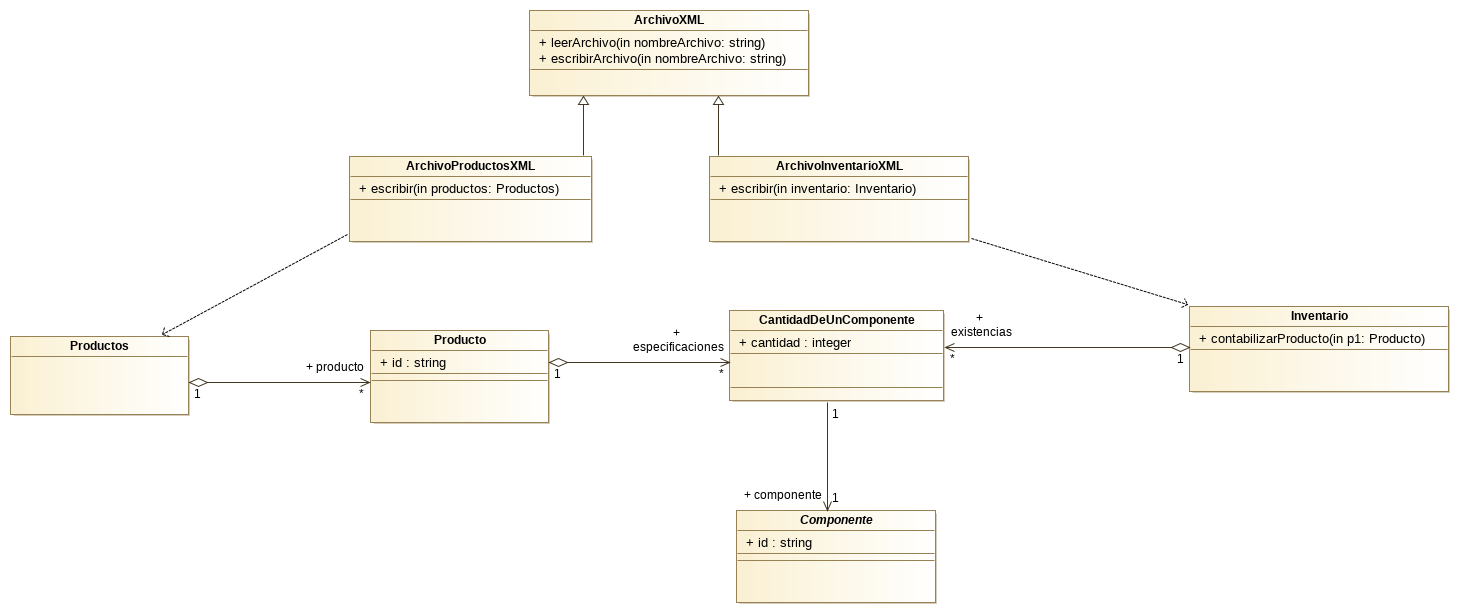 ArchivoXML
+ leerArchivo(in nombreArchivo: string)
+ escribirArchivo(in nombreArchivo: string)
ArchivoProductosXML
+ escribir(in productos: Productos)
ArchivoInventarioXML
+ escribir(in inventario: Inventario)
Productos
1
+ producto
*
Producto
+ id : string
1
+
especificaciones
*
CantidadDeUnComponente
+ cantidad : integer
+
existencias
*
1
Inventario
+ contabilizarProducto(in p1: Producto)
1
+ componente
1
Componente
+ id : string